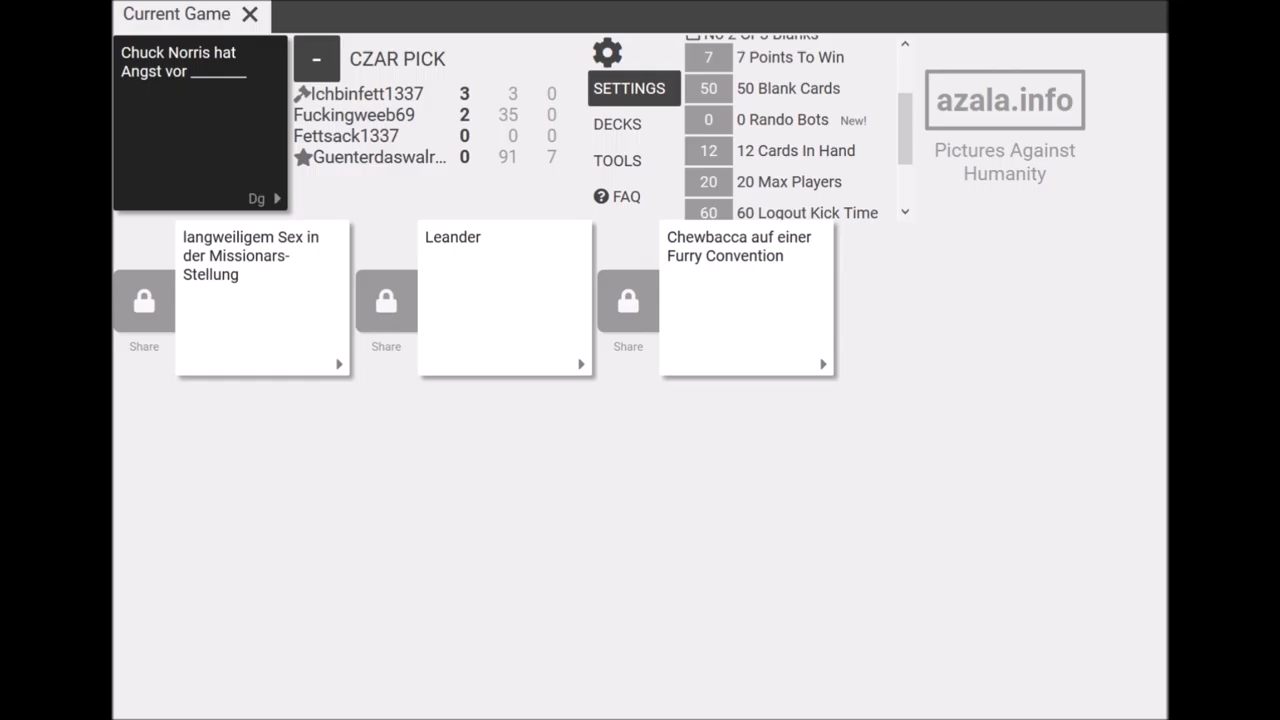 Current Game
Chuck Norris hat
Angst vor _______
Dg
-
CZAR PICK
Ichbinfett1337 3 3 0
Fuckingweeb69 2 35 0
Fettsack1337 0 0 0
Guenterdaswalr... 0 91 7
SETTINGS
DECKS
TOOLS
FAQ
7 7 Points To Win
50 50 Blank Cards
0 0 Rando Bots New!
12 12 Cards In Hand
20 20 Max Players
60 60 Logout Kick Time
azala.info
Pictures Against
Humanity
langweiligem Sex in
der Missionars-
Stellung
Share
Leander
Share
Chewbacca auf einer
Furry Convention
Share